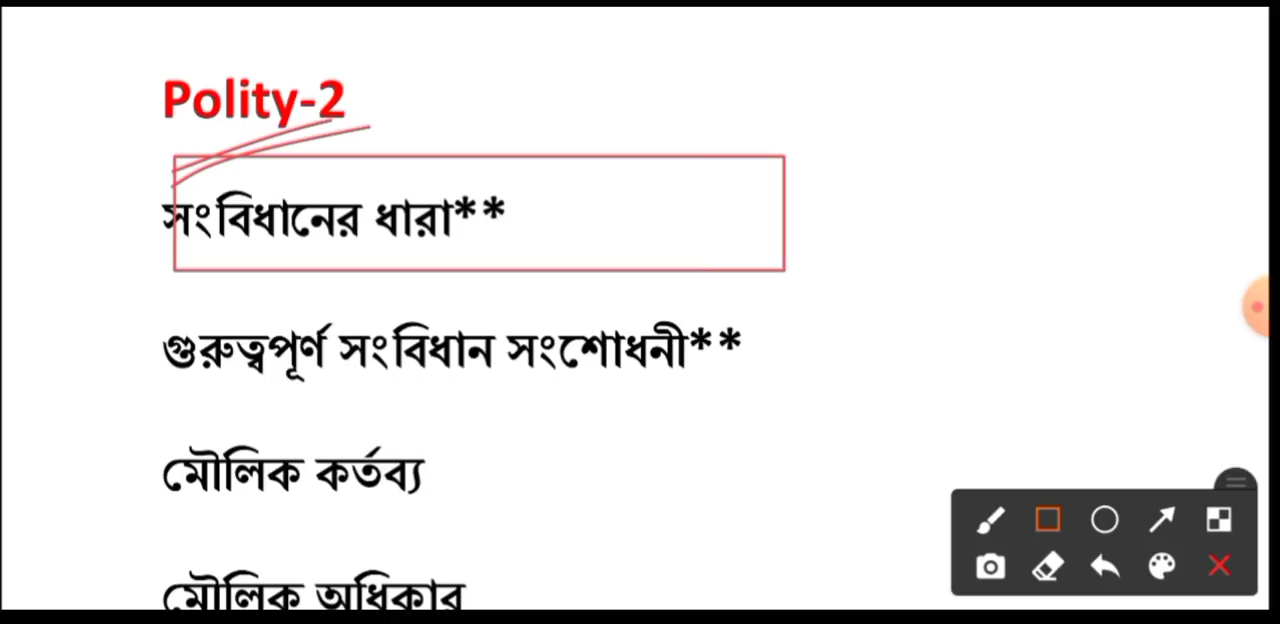 Polity-2
সংবিধানের ধারা**
গুরুত্বপূর্ণ সংবিধান সংশোধনী**
মৌলিক কর্তব্য
মৌলিক অধিকার